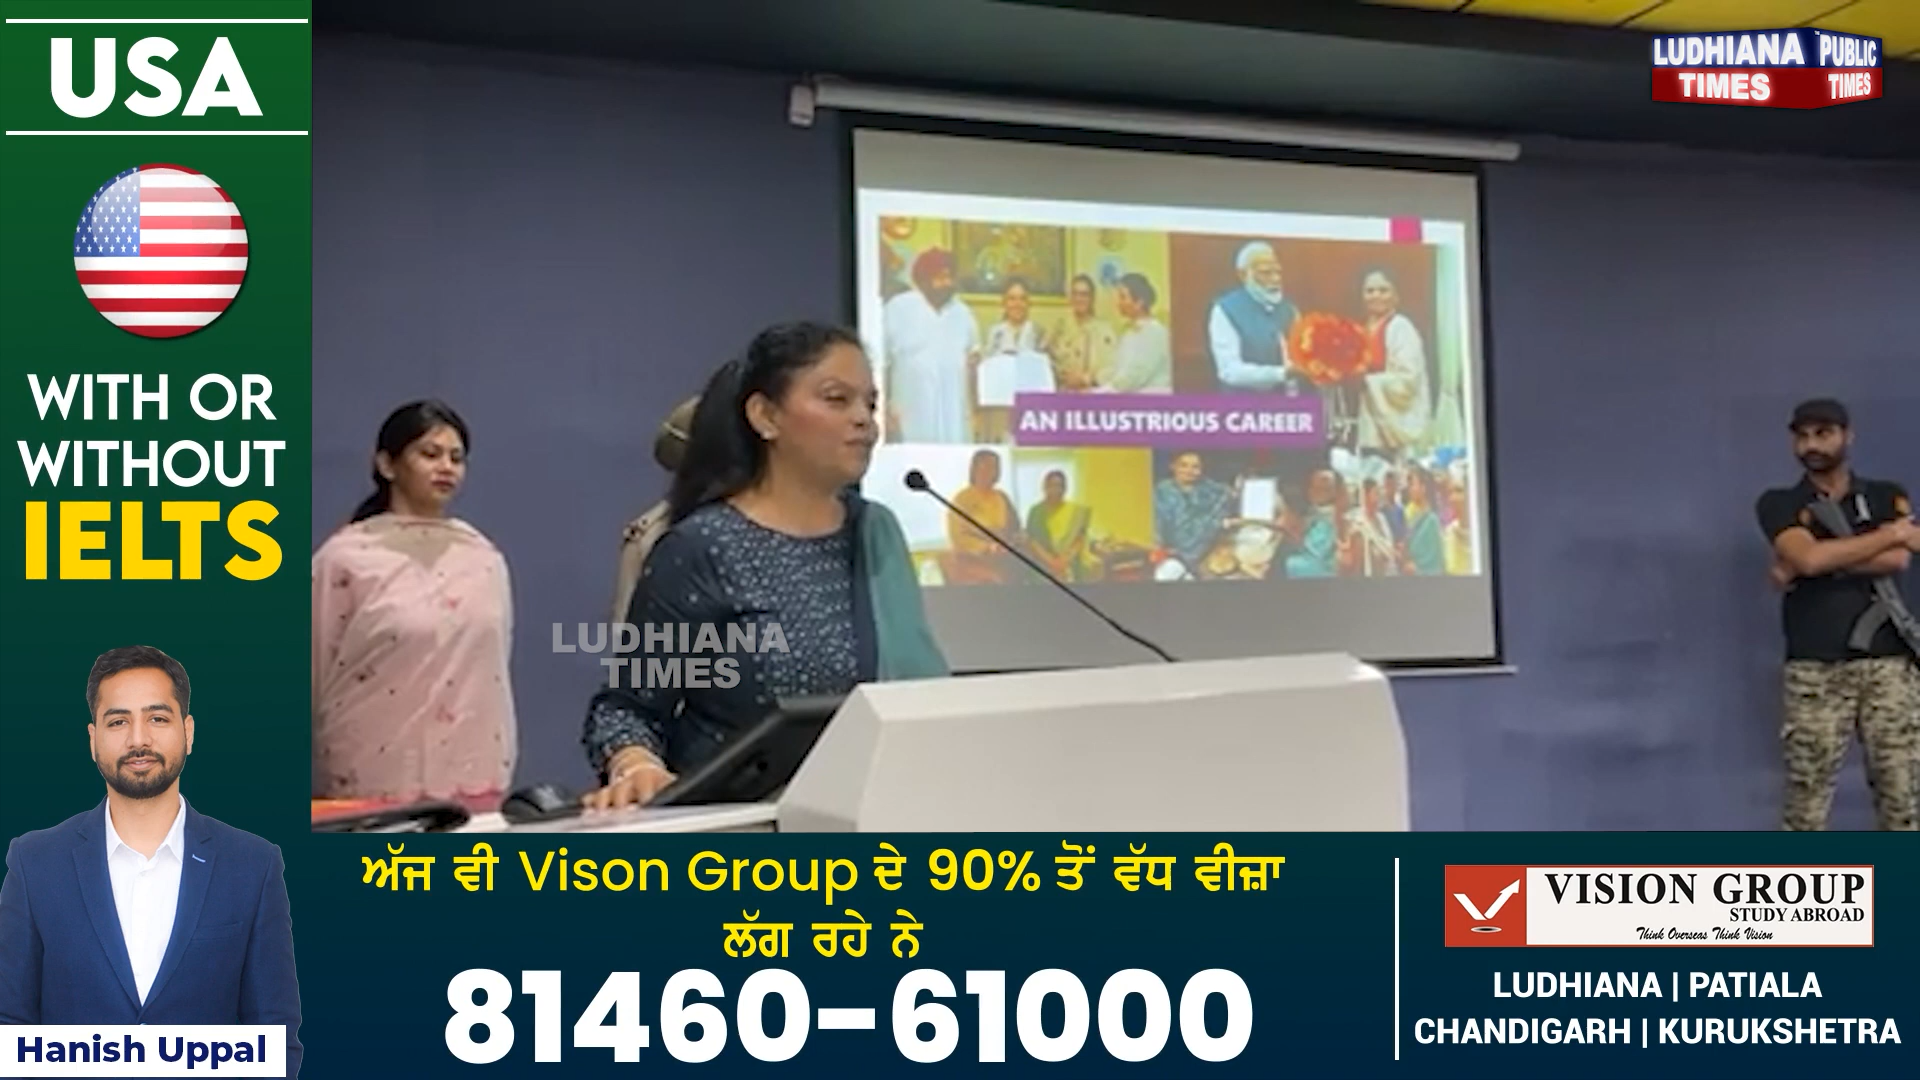 USA
WITH OR
WITHOUT
IELTS
Hanish Uppal
LUDHIANA TIMES
PUBLIC TIMES
AN ILLUSTRIOUS CAREER
LUDHIANA
TIMES
ਅੱਜ ਵੀ Vison Group ਦੇ 90% ਤੋਂ ਵੱਧ ਵੀਜ਼ਾ
ਲੱਗ ਰਹੇ ਨੇ
81460-61000
VISION GROUP
STUDY ABROAD
Think Overseas Think Vision
LUDHIANA | PATIALA
CHANDIGARH | KURUKSHETRA